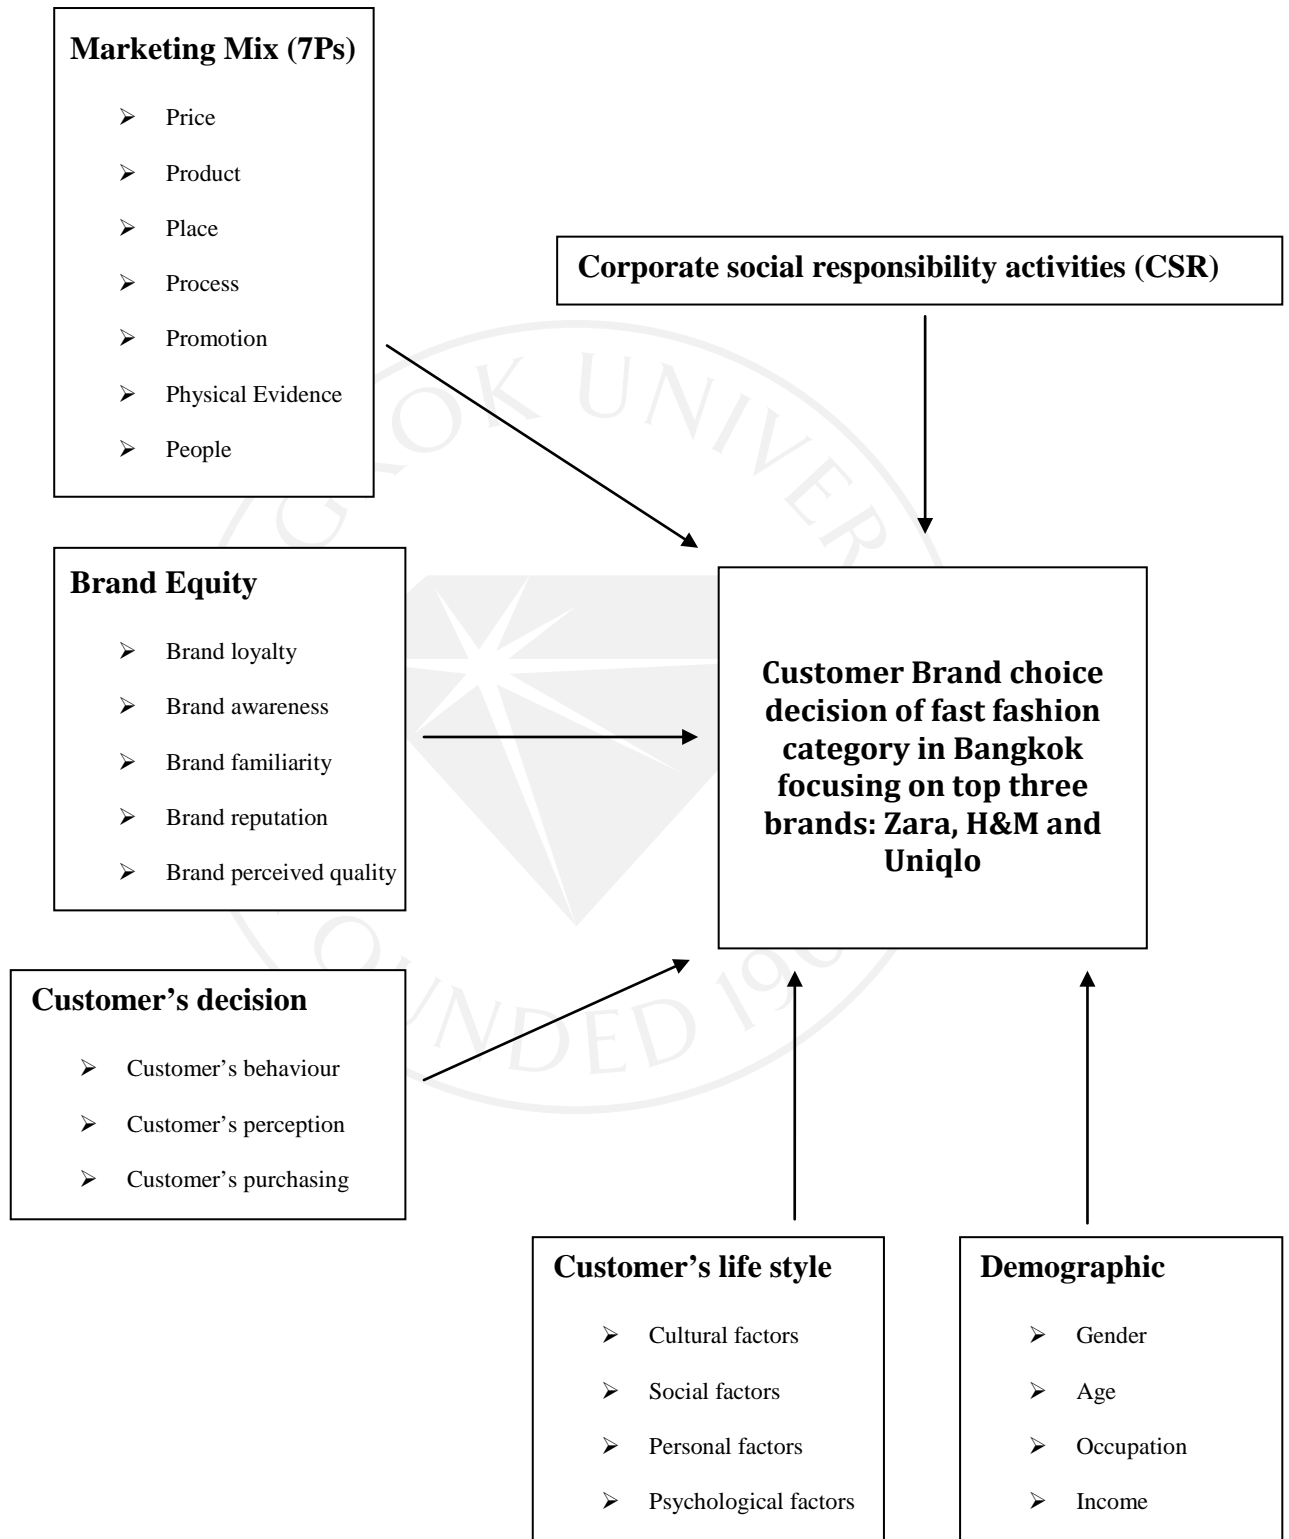 Marketing Mix (7Ps)
Price
Product
Place
Process
Promotion
Physical Evidence
People
Corporate social responsibility activities (CSR)
Brand Equity
Brand loyalty
Brand awareness
Brand familiarity
Brand reputation
Brand perceived quality
Customer Brand choice
decision of fast fashion
category in Bangkok
focusing on top three
brands: Zara, H&M and
Uniqlo
Customer’s decision
Customer’s behaviour
Customer’s perception
Customer’s purchasing
Customer’s life style
Cultural factors
Social factors
Personal factors
Psychological factors
Demographic
Gender
Age
Occupation
Income